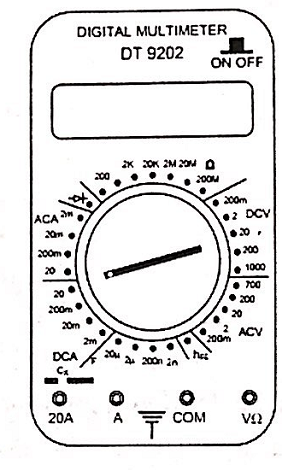 DIGITAL MULTIMETER
DT 9202
ON OFF
200 2K 20K 2M 20M Ω
200M
ACA 2m
20m
200m
20
200m
2 DCV
20
200
1000
700
200
20
2 ACV
200m
20
200m
20m
2m
DCA
Cx
F 20µ 2µ 200n 2n hFE
20A A COM VΩ